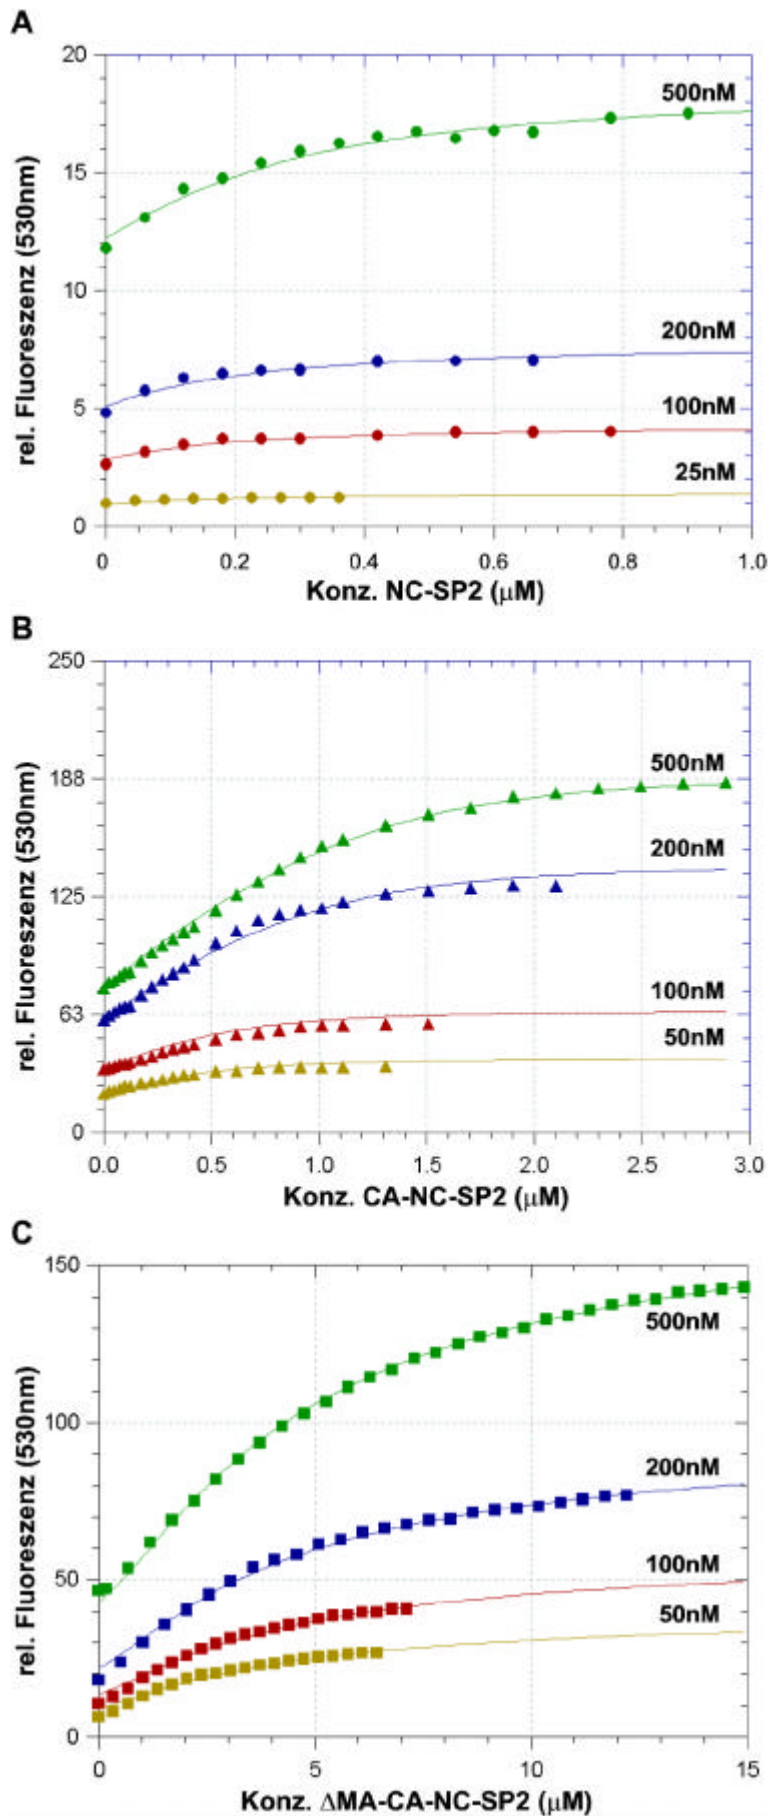 A
20
15
10
5
0
rel. Fluoreszenz (530nm)
500nM
200nM
100nM
25nM
0 0.2 0.4 0.6 0.8 1.0
Konz. NC-SP2 (µM)
B
250
188
125
63
0
rel. Fluoreszenz (530nm)
500nM
200nM
100nM
50nM
0.0 0.5 1.0 1.5 2.0 2.5 3.0
Konz. CA-NC-SP2 (µM)
C
150
100
50
0
rel. Fluoreszenz (530nm)
500nM
200nM
100nM
50nM
0 5 10 15
Konz. ΔMA-CA-NC-SP2 (µM)